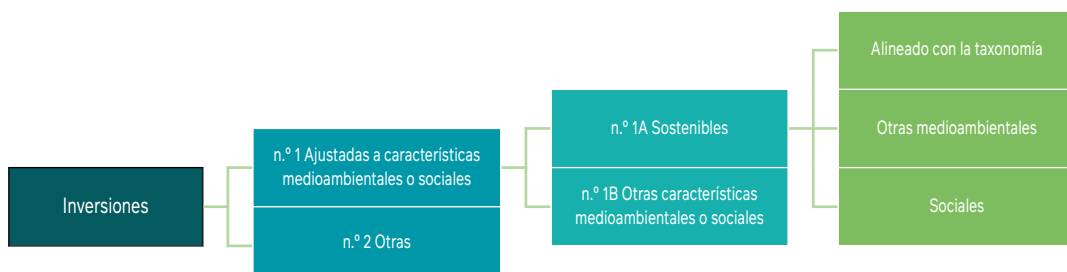 Inversiones
n.º 1 Ajustadas a características
medioambientales o sociales
n.º 2 Otras
n.º 1A Sostenibles
n.º 1B Otras características
medioambientales o sociales
Alineado con la taxonomía
Otras medioambientales
Sociales